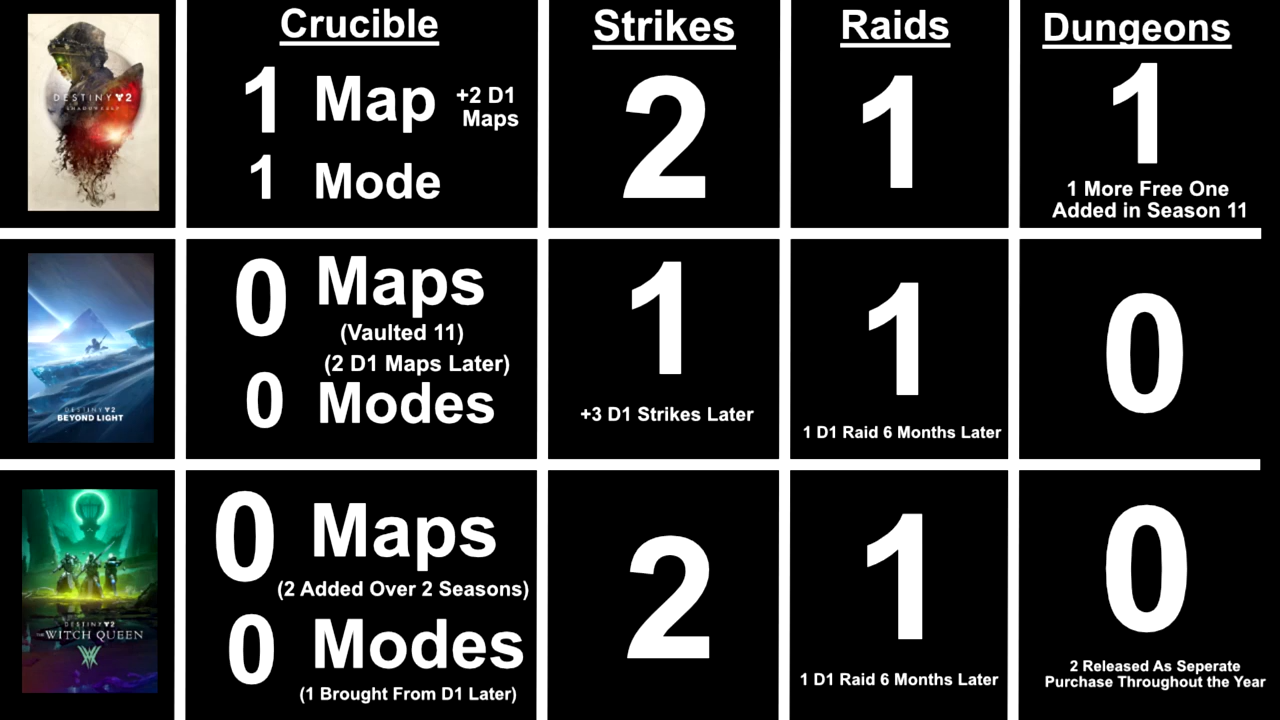 Crucible
Strikes
Raids
Dungeons
DESTINY 2
SHADOWKEEP
1 Map +2 D1
Maps
1 Mode
2
1
1
1 More Free One
Added in Season 11
DESTINY 2
BEYOND LIGHT
0 Maps
(Vaulted 11)
(2 D1 Maps Later)
0 Modes
1
+3 D1 Strikes Later
1
1 D1 Raid 6 Months Later
0
DESTINY 2
THE WITCH QUEEN
0 Maps
(2 Added Over 2 Seasons)
0 Modes
(1 Brought From D1 Later)
2
1
1 D1 Raid 6 Months Later
0
2 Released As Seperate
Purchase Throughout the Year